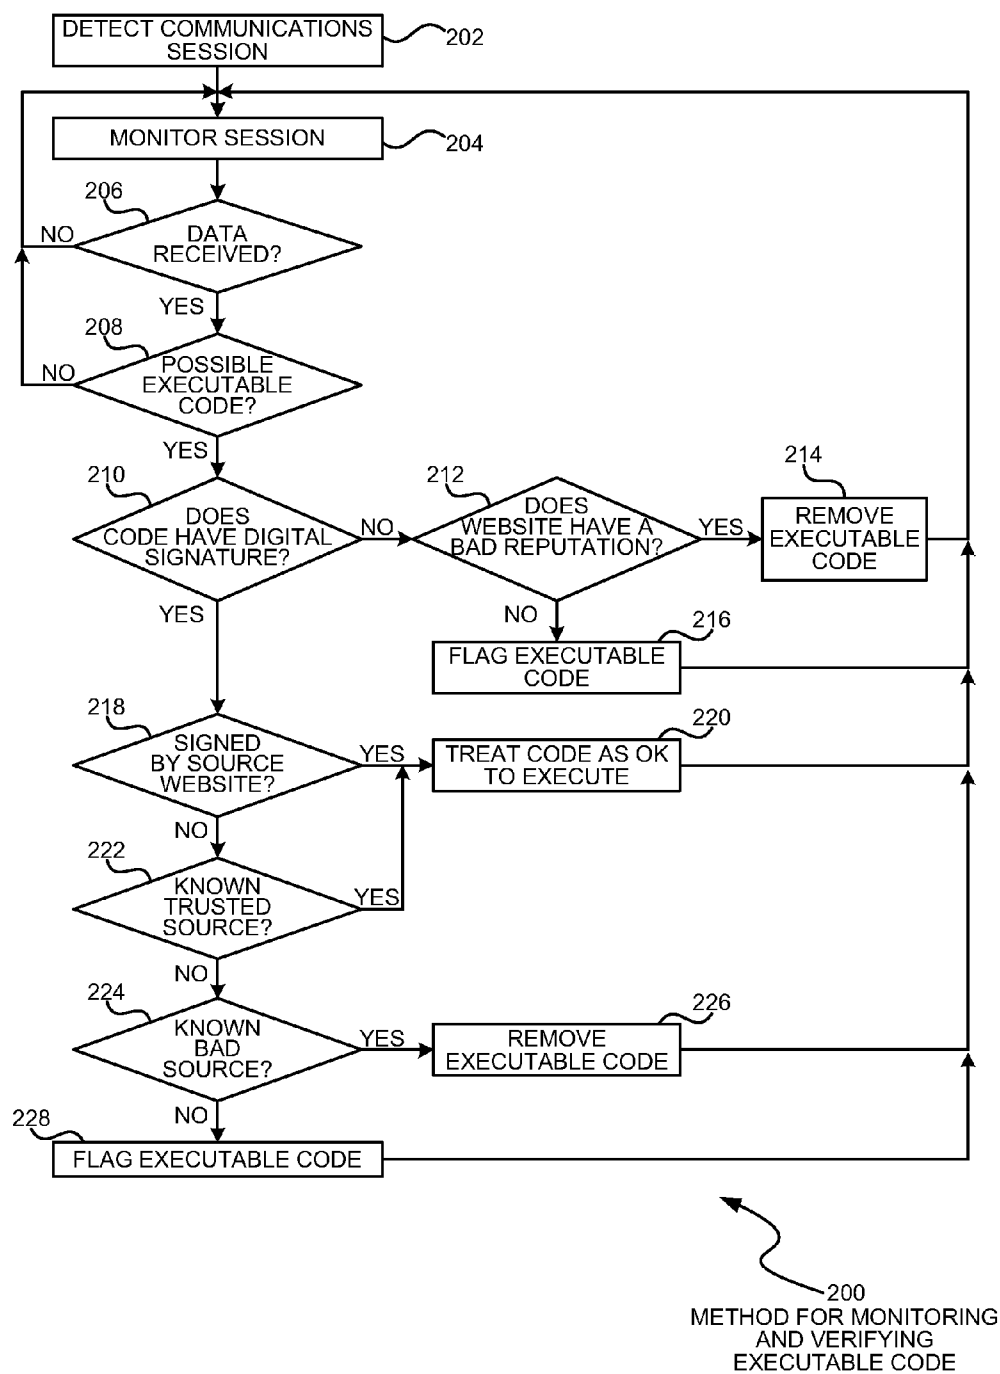 DETECT COMMUNICATIONS
SESSION
202
MONITOR SESSION
204
206
DATA
RECEIVED?
NO
YES
208
POSSIBLE
EXECUTABLE
CODE?
NO
YES
210
DOES
CODE HAVE DIGITAL
SIGNATURE?
NO
YES
212
DOES
WEBSITE HAVE A
BAD REPUTATION?
YES
NO
214
REMOVE
EXECUTABLE
CODE
216
FLAG EXECUTABLE
CODE
218
SIGNED
BY SOURCE
WEBSITE?
YES
NO
220
TREAT CODE AS OK
TO EXECUTE
222
KNOWN
TRUSTED
SOURCE?
YES
NO
224
KNOWN
BAD
SOURCE?
YES
NO
226
REMOVE
EXECUTABLE CODE
228
FLAG EXECUTABLE CODE
200
METHOD FOR MONITORING
AND VERIFYING
EXECUTABLE CODE